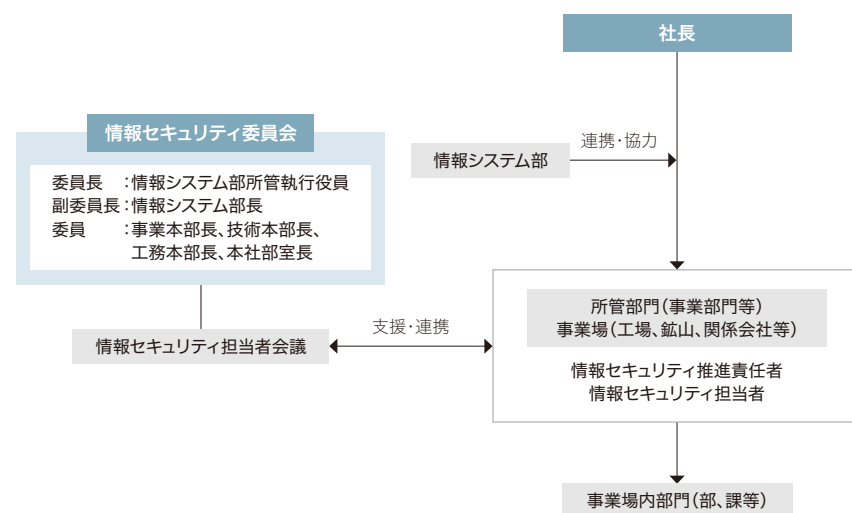 社長
情報セキュリティ委員会
委員長　：情報システム部所管執行役員
副委員長：情報システム部長
委員　　：事業本部長、技術本部長、
工務本部長、本社部室長
情報システム部
連携・協力
所管部門（事業部門等）
事業場（工場、鉱山、関係会社等）
情報セキュリティ推進責任者
情報セキュリティ担当者
支援・連携
情報セキュリティ担当者会議
事業場内部門（部、課等）